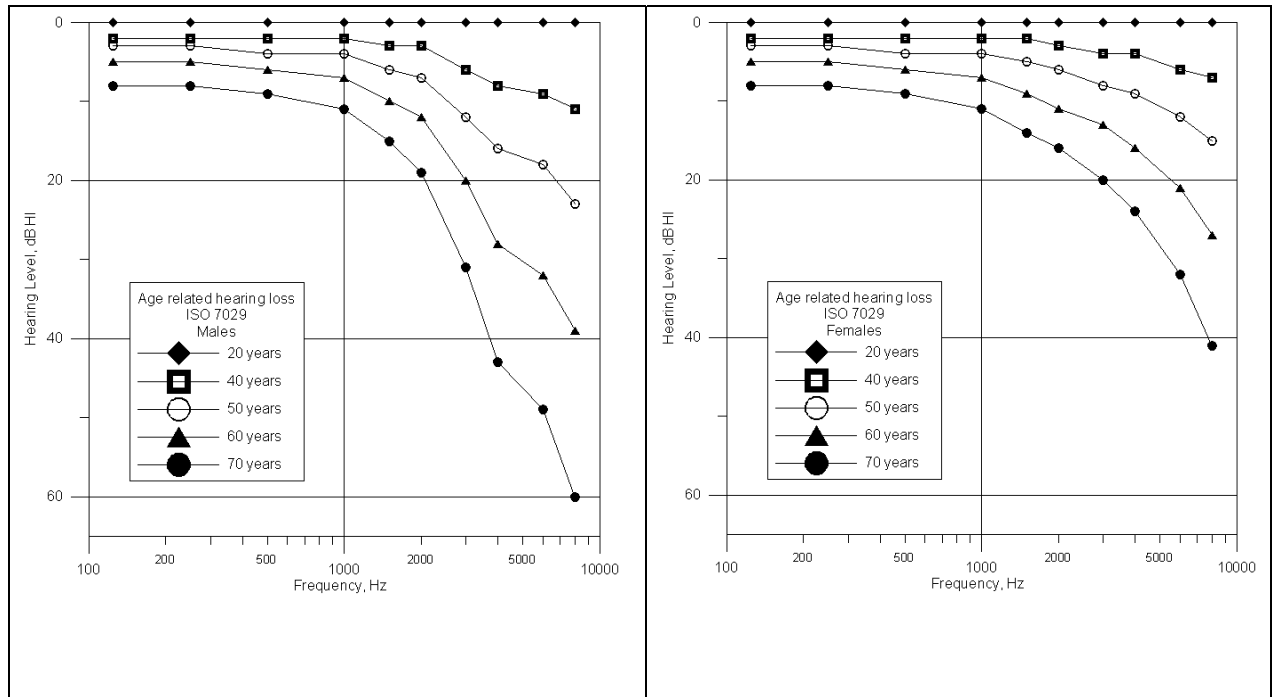 0
20
40
60
Hearing Level, dB HI
Age related hearing loss
ISO 7029
Males
20 years
40 years
50 years
60 years
70 years
100
200
500
1000
2000
5000
10000
Frequency, Hz
0
20
40
60
Hearing Level, dB HI
Age related hearing loss
ISO 7029
Females
20 years
40 years
50 years
60 years
70 years
100
200
500
1000
2000
5000
10000
Frequency, Hz